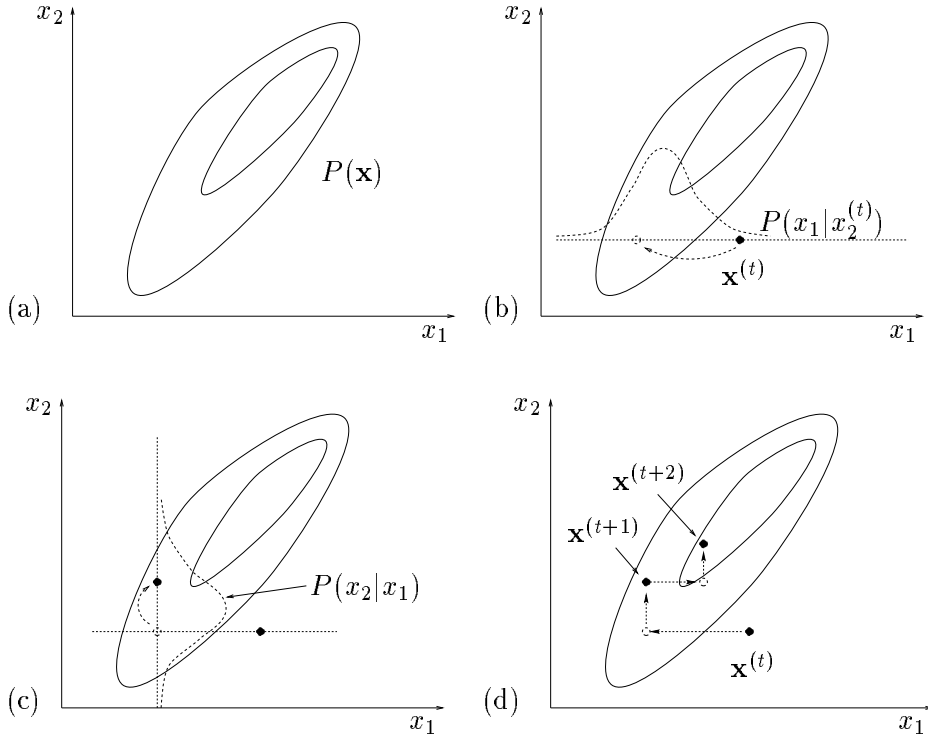 x₂
P(𝐱)
(a)
x₁
x₂
P(x₁|x₂⁽ᵗ⁾)
𝐱⁽ᵗ⁾
(b)
x₁
x₂
P(x₂|x₁)
(c)
x₁
x₂
𝐱⁽ᵗ⁺²⁾
𝐱⁽ᵗ⁺¹⁾
𝐱⁽ᵗ⁾
(d)
x₁